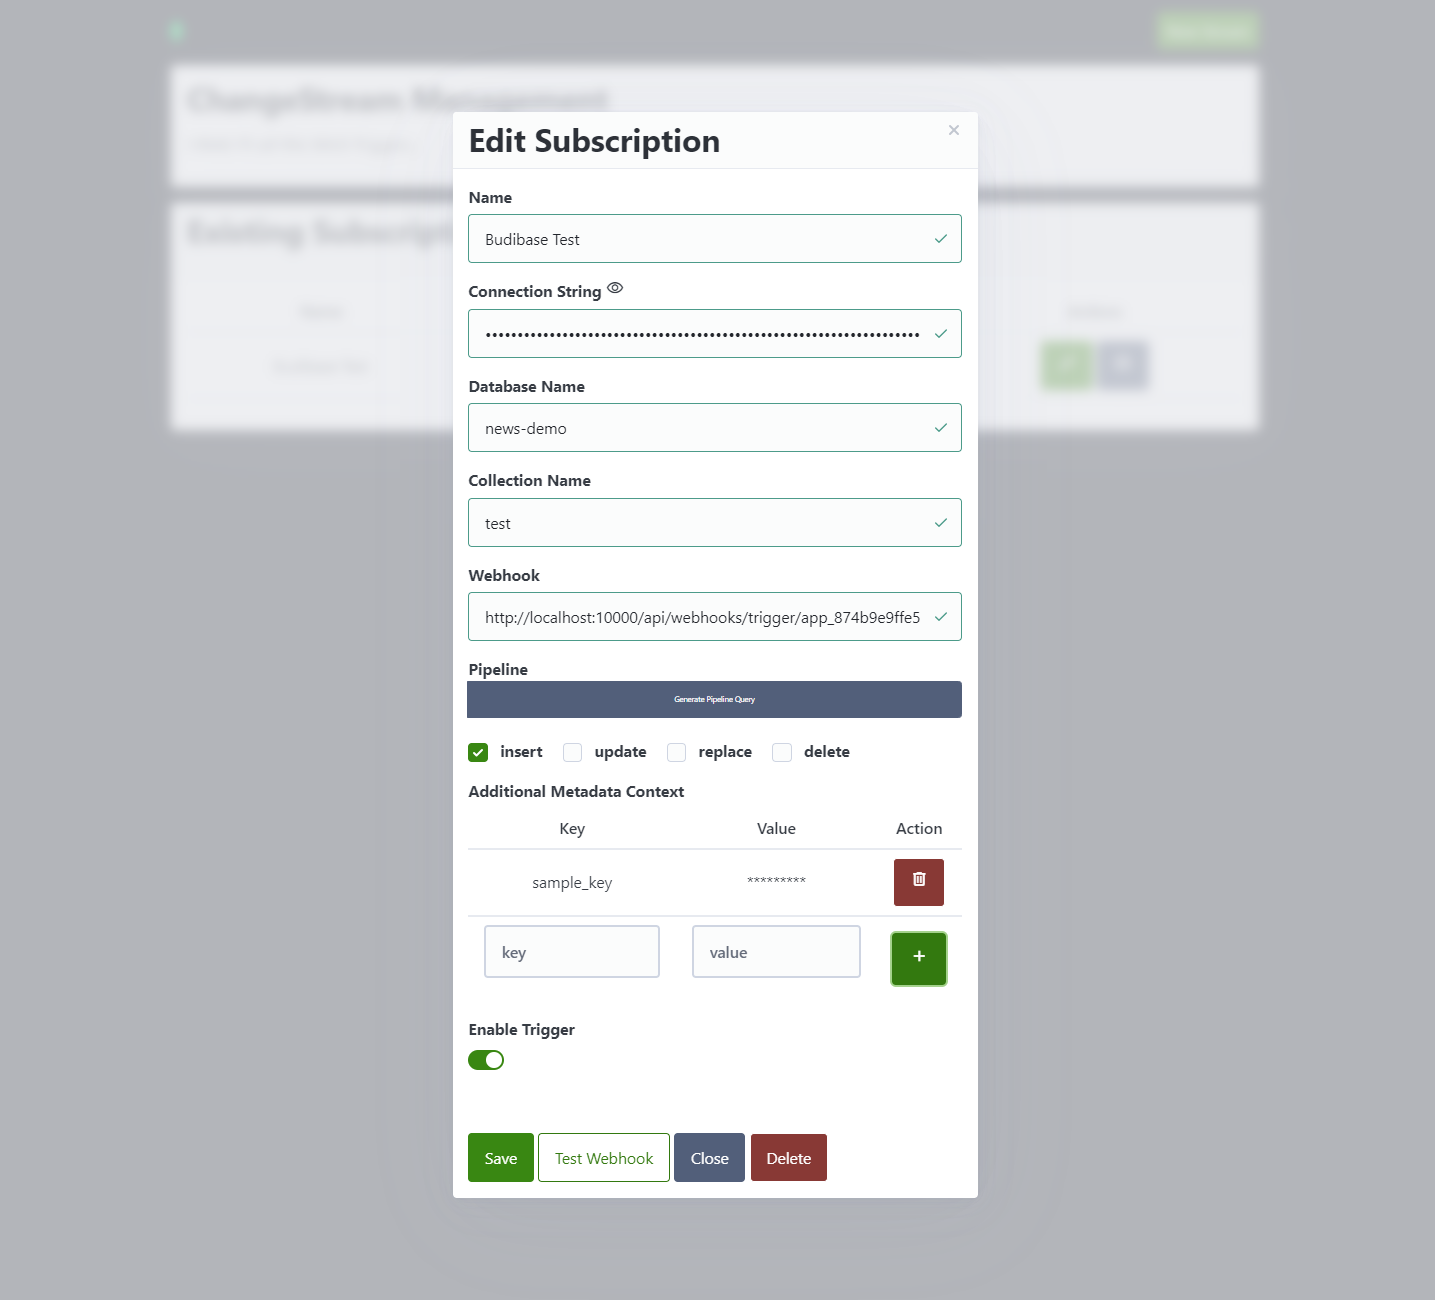 ChangeStream Management
Edit Subscription
×
Name
Budibase Test
Connection String
••••••••••••••••••••••••••••••••••••••••••••••••••••••••••••••••••••
Database Name
news-demo
Collection Name
test
Webhook
http://localhost:10000/api/webhooks/trigger/app_874b9e9ffe5
Pipeline
Generate Pipeline Query
insert update replace delete
Additional Metadata Context
Key Value Action
sample_key *********
key value +
Enable Trigger
Save Test Webhook Close Delete